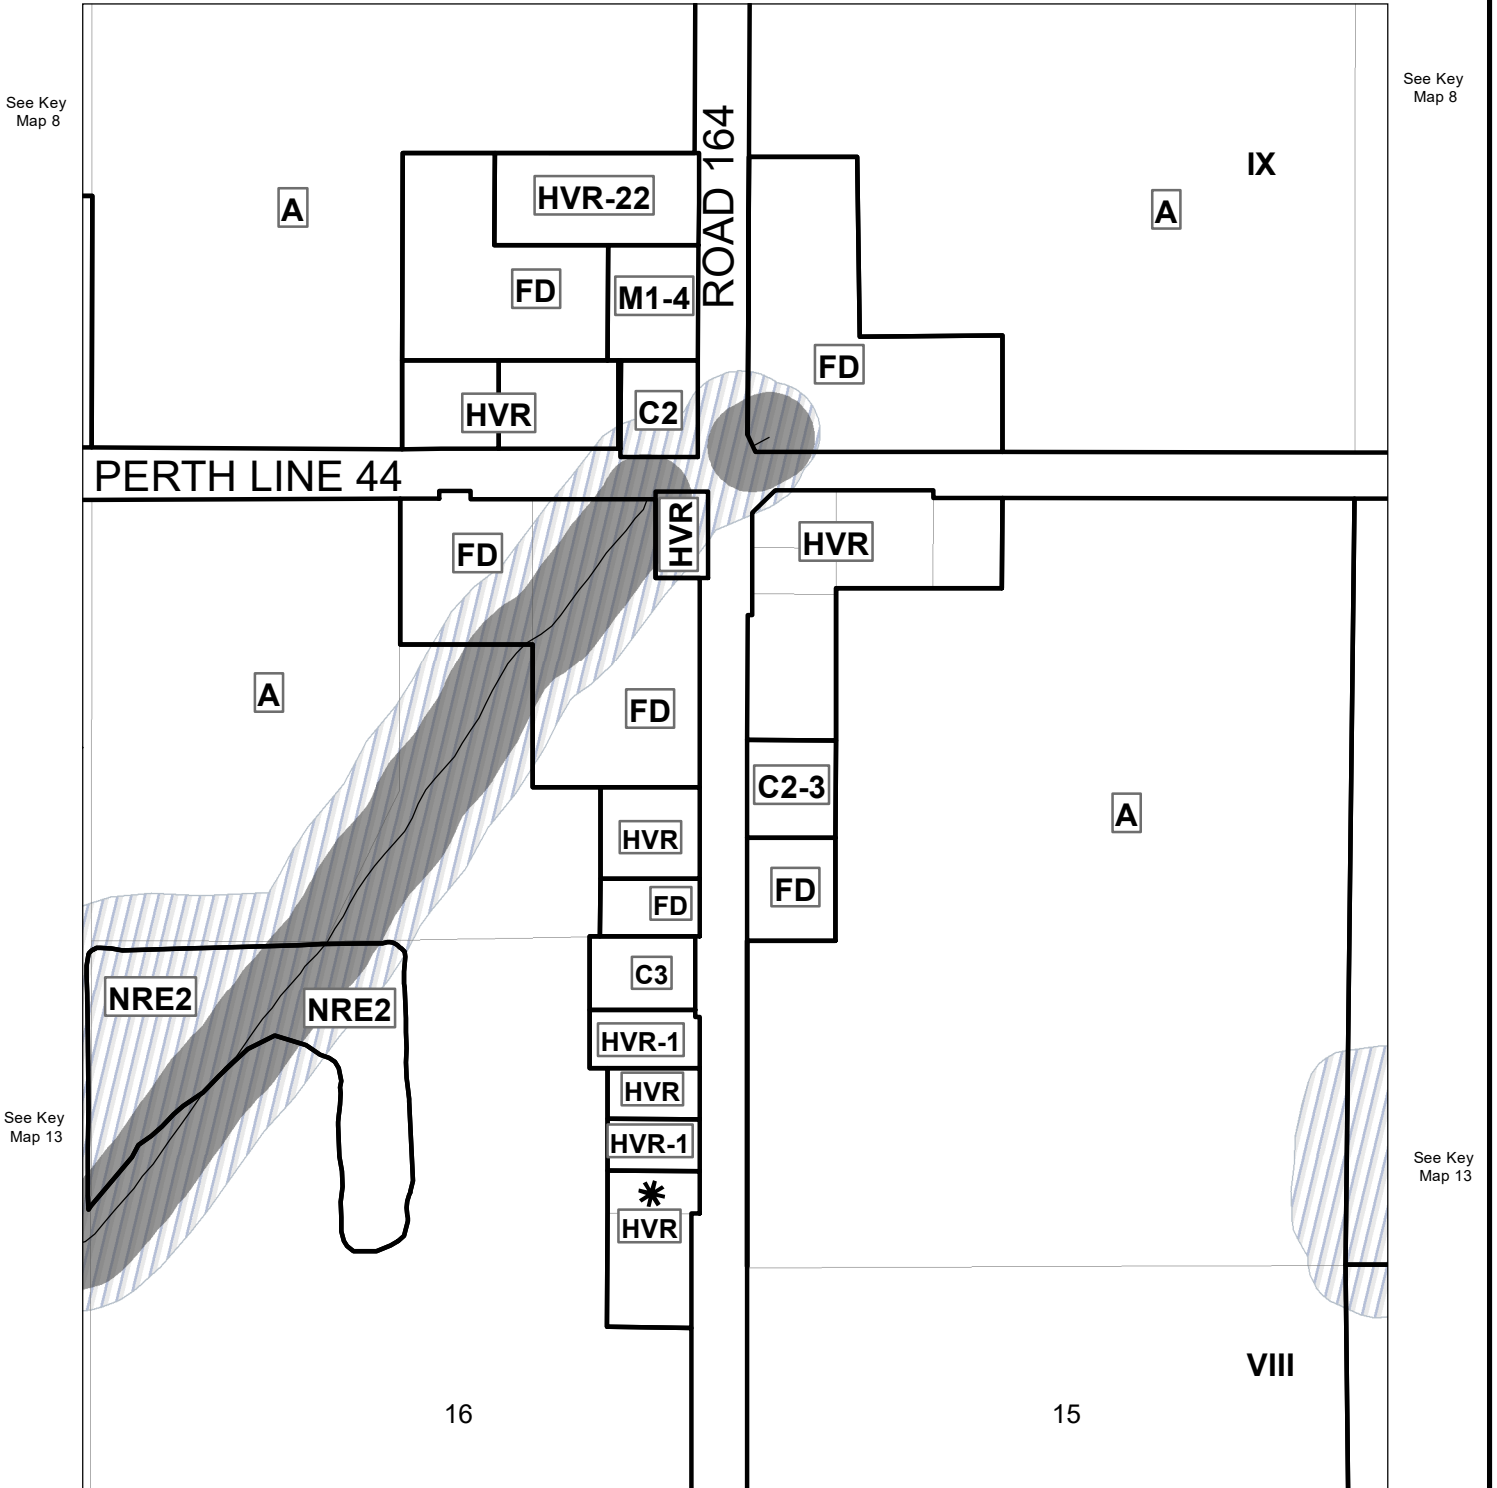 See Key
Map 8
See Key
Map 8
IX
A
HVR-22
ROAD 164
A
FD
M1-4
FD
HVR
C2
PERTH LINE 44
FD
HVR
HVR
A
FD
C2-3
A
HVR
FD
FD
C3
NRE2
NRE2
HVR-1
HVR
See Key
Map 13
HVR-1
See Key
Map 13
HVR
VIII
16
15